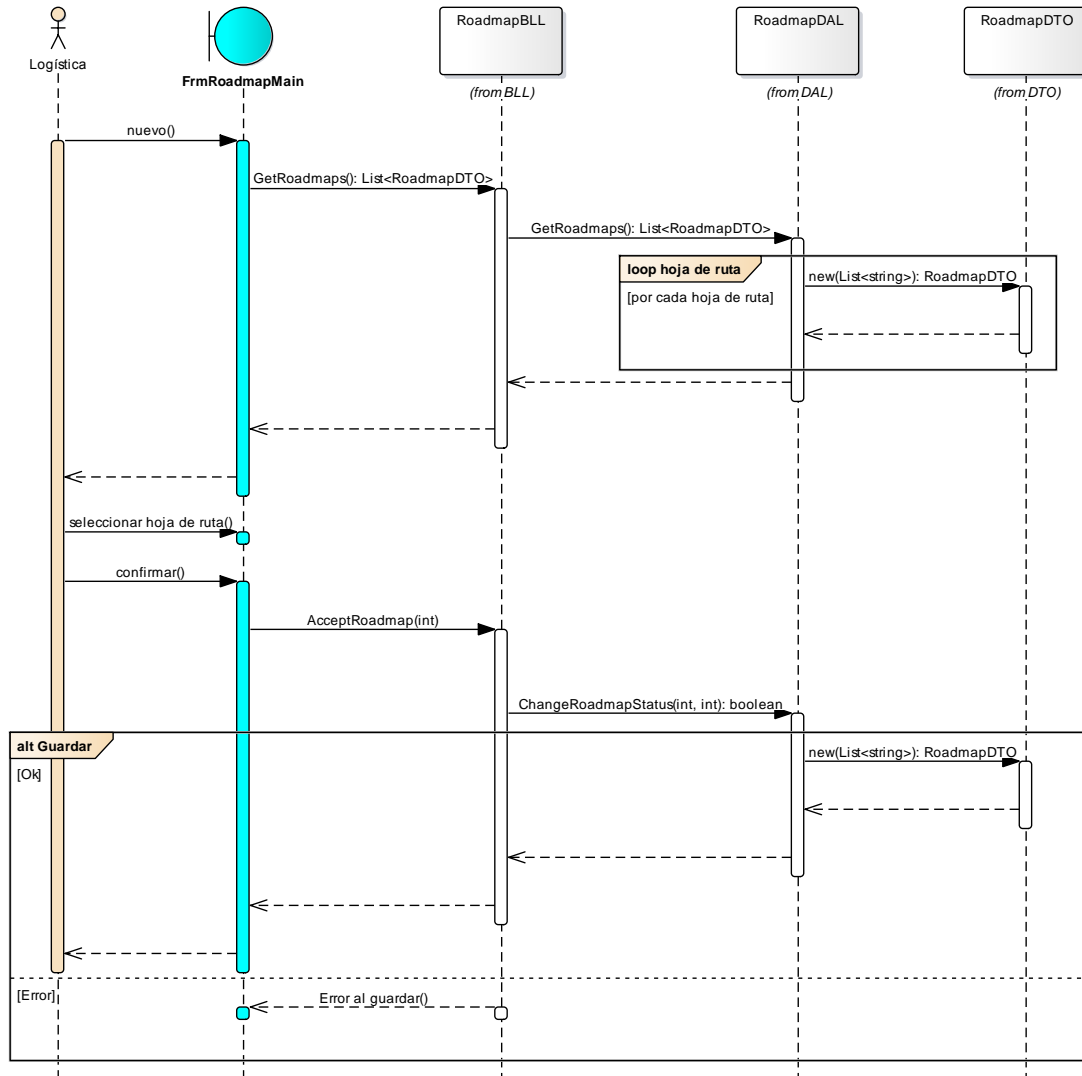 RoadmapBLL
RoadmapDAL
RoadmapDTO
Logística
FrmRoadmapMain
(from BLL)
(from DAL)
(from DTO)
nuevo()
GetRoadmaps(): List<RoadmapDTO>
GetRoadmaps(): List<RoadmapDTO>
loop hoja de ruta
new(List<string>): RoadmapDTO
[por cada hoja de ruta]
seleccionar hoja de ruta()
confirmar()
AcceptRoadmap(int)
ChangeRoadmapStatus(int, int): boolean
alt Guardar
new(List<string>): RoadmapDTO
[Ok]
[Error]
Error al guardar()